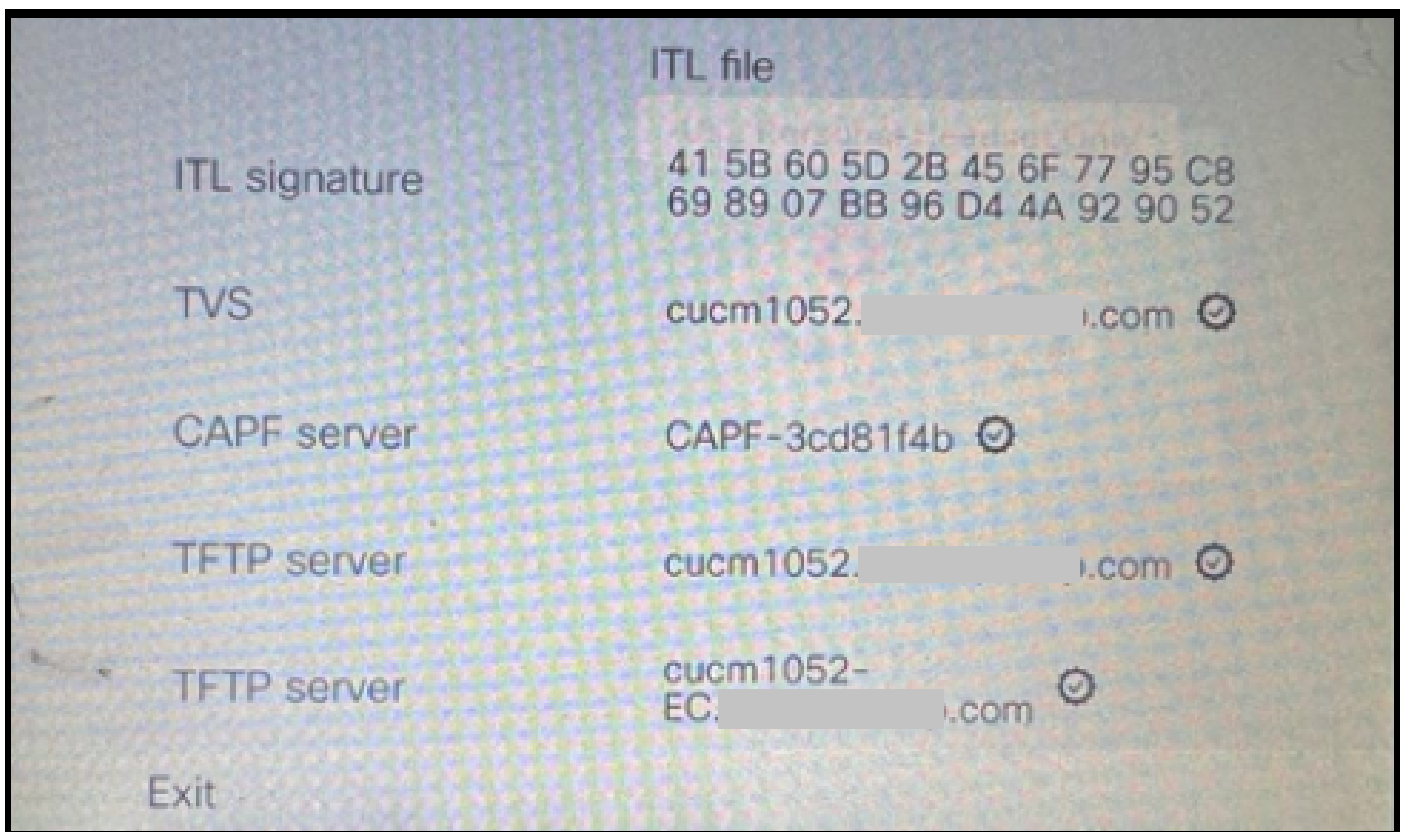 ITL file
ITL signature 41 5B 60 5D 2B 45 6F 77 95 C8
69 89 07 BB 96 D4 4A 92 90 52
TVS cucm1052. .com
CAPF server CAPF-3cd81f4b
TFTP server cucm1052. .com
TFTP server cucm1052-
EC. .com
Exit